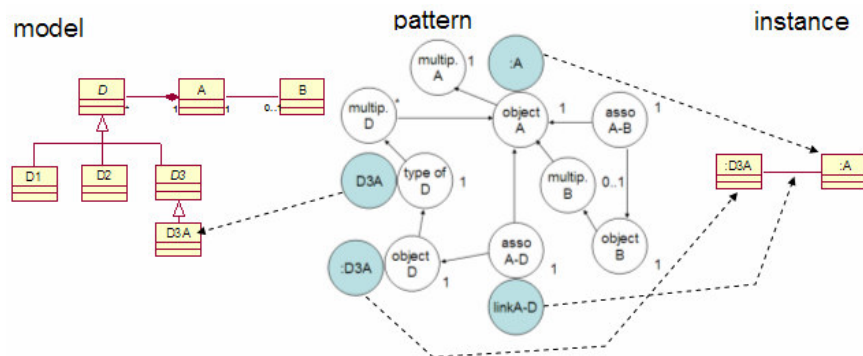 model
pattern
instance
D
*
1
A
1
0..1
B
D1
D2
D3
D3A
multip.
A
1
:A
multip.
D
*
object
A
1
asso
A-B
1
D3A
type of
D
1
multip.
B
0..1
:D3A
object
D
1
asso
A-D
1
object
B
1
linkA-D
:D3A
:A